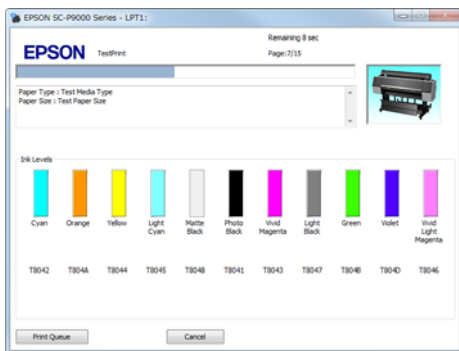 EPSON SC-P9000 Series - LPT1:
Remaining 8 sec
EPSON TestPrint Page:7/15
Paper Type : Test Media Type
Paper Size : Test Paper Size
Ink Levels
Cyan Orange Yellow Light Cyan Matte Black Photo Black Vivid Magenta Light Black Green Violet Vivid Light Magenta
T8042 T804A T8044 T8045 T8048 T8041 T8043 T8047 T804B T804D T8046
Print Queue Cancel